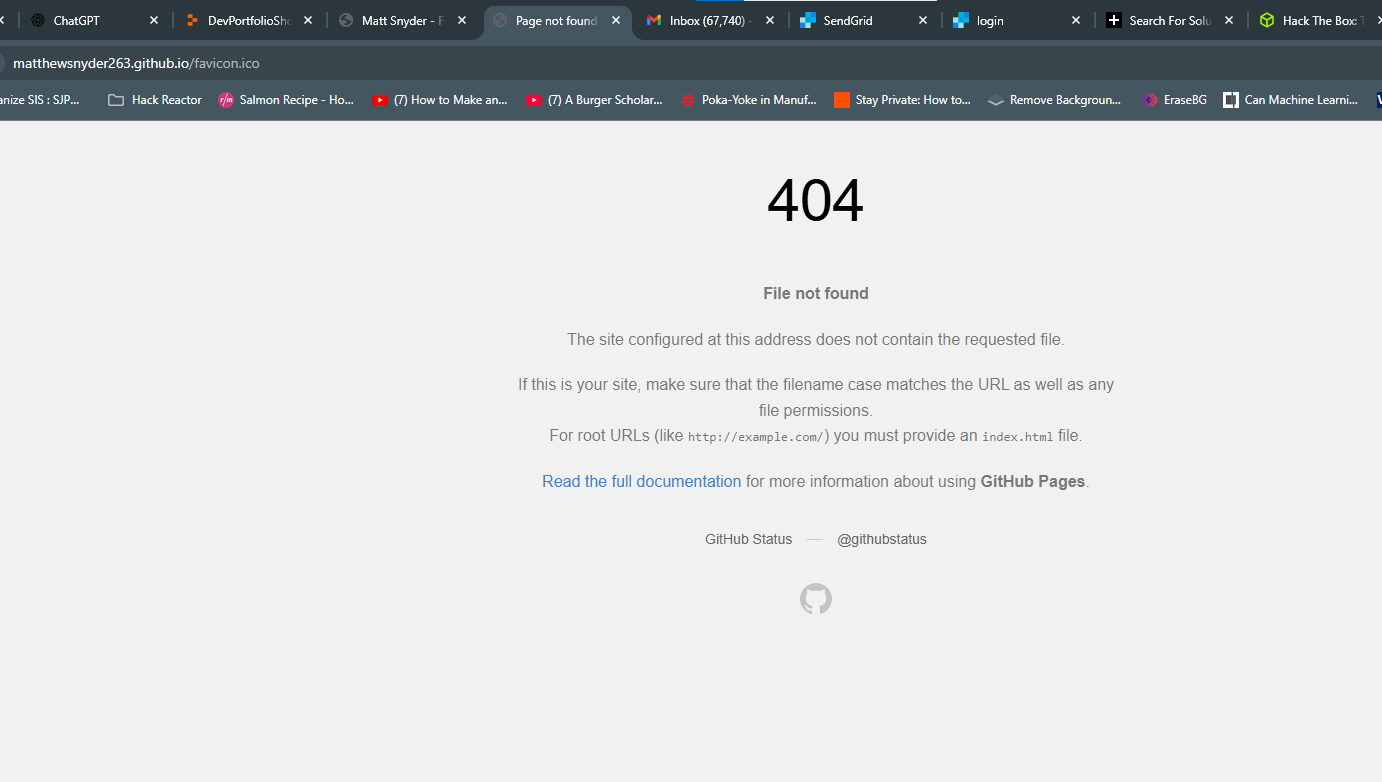 ChatGPT DevPortfolioSho Matt Snyder - F Page not found Inbox (67,740) - SendGrid login Search For Solu Hack The Box: T
matthewsnyder263.github.io/favicon.ico
anize SIS : SJP... Hack Reactor r/m Salmon Recipe - Ho... (7) How to Make an... (7) A Burger Scholar... Poka-Yoke in Manuf... Stay Private: How to... Remove Backgroun... EraseBG Can Machine Learni...
404
File not found
The site configured at this address does not contain the requested file.
If this is your site, make sure that the filename case matches the URL as well as any
file permissions.
For root URLs (like http://example.com/) you must provide an index.html file.
Read the full documentation for more information about using GitHub Pages.
GitHub Status — @githubstatus